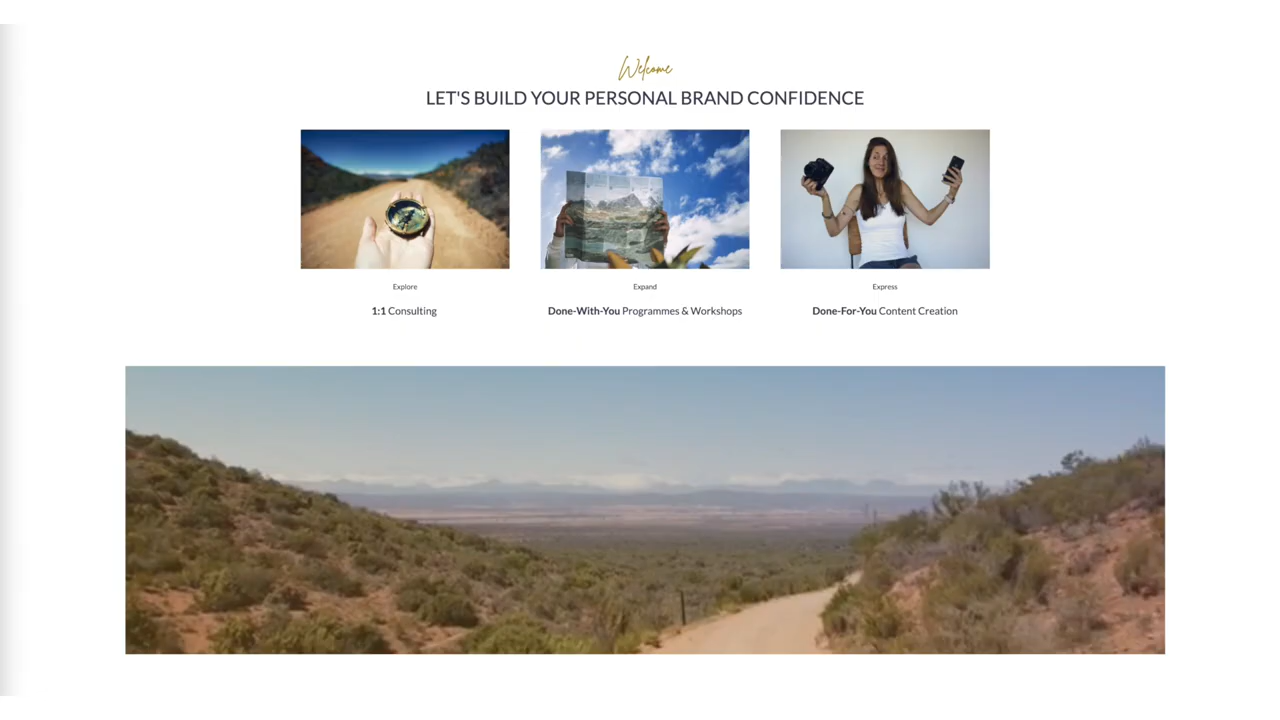 Welcome
LET'S BUILD YOUR PERSONAL BRAND CONFIDENCE
Explore
Expand
Express
1:1 Consulting
Done-With-You Programmes & Workshops
Done-For-You Content Creation